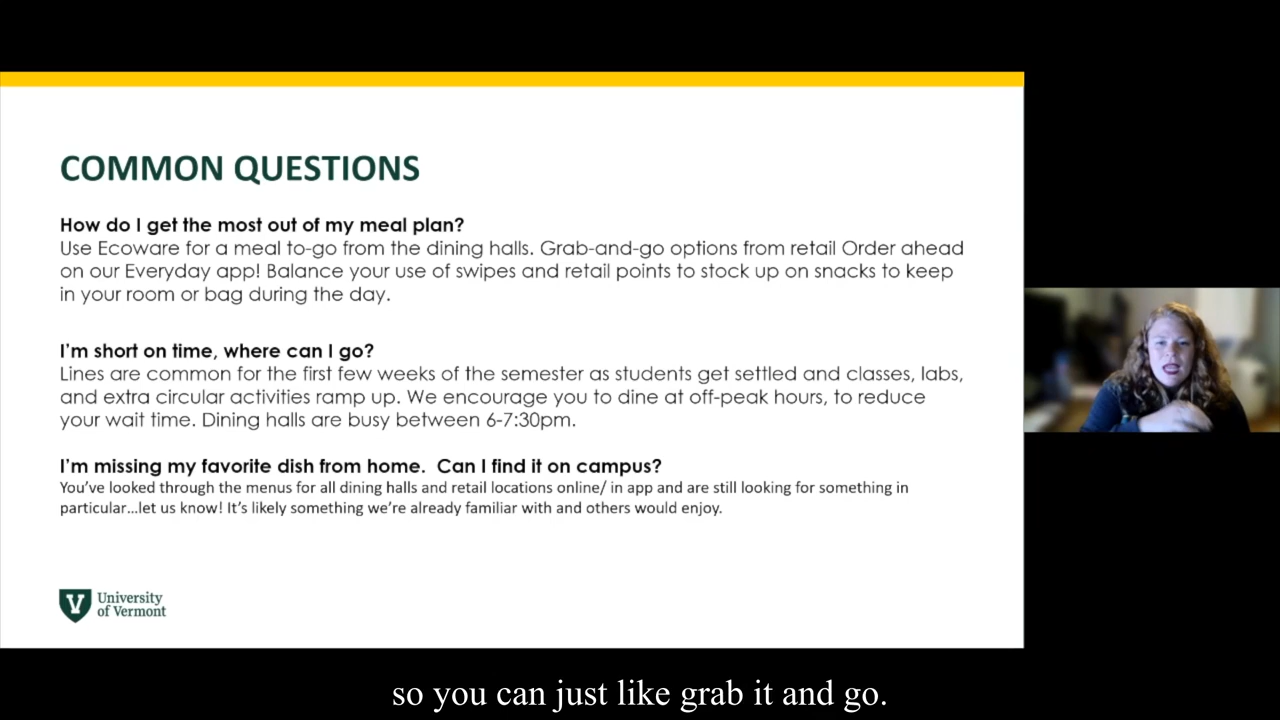 COMMON QUESTIONS
How do I get the most out of my meal plan?
Use Ecoware for a meal to-go from the dining halls. Grab-and-go options from retail Order ahead
on our Everyday app! Balance your use of swipes and retail points to stock up on snacks to keep
in your room or bag during the day.
I'm short on time, where can I go?
Lines are common for the first few weeks of the semester as students get settled and classes, labs,
and extra circular activities ramp up. We encourage you to dine at off-peak hours, to reduce
your wait time. Dining halls are busy between 6-7:30pm.
I'm missing my favorite dish from home.  Can I find it on campus?
You've looked through the menus for all dining halls and retail locations online/ in app and are still looking for something in
particular...let us know! It's likely something we're already familiar with and others would enjoy.
V
University
of Vermont
so you can just like grab it and go.